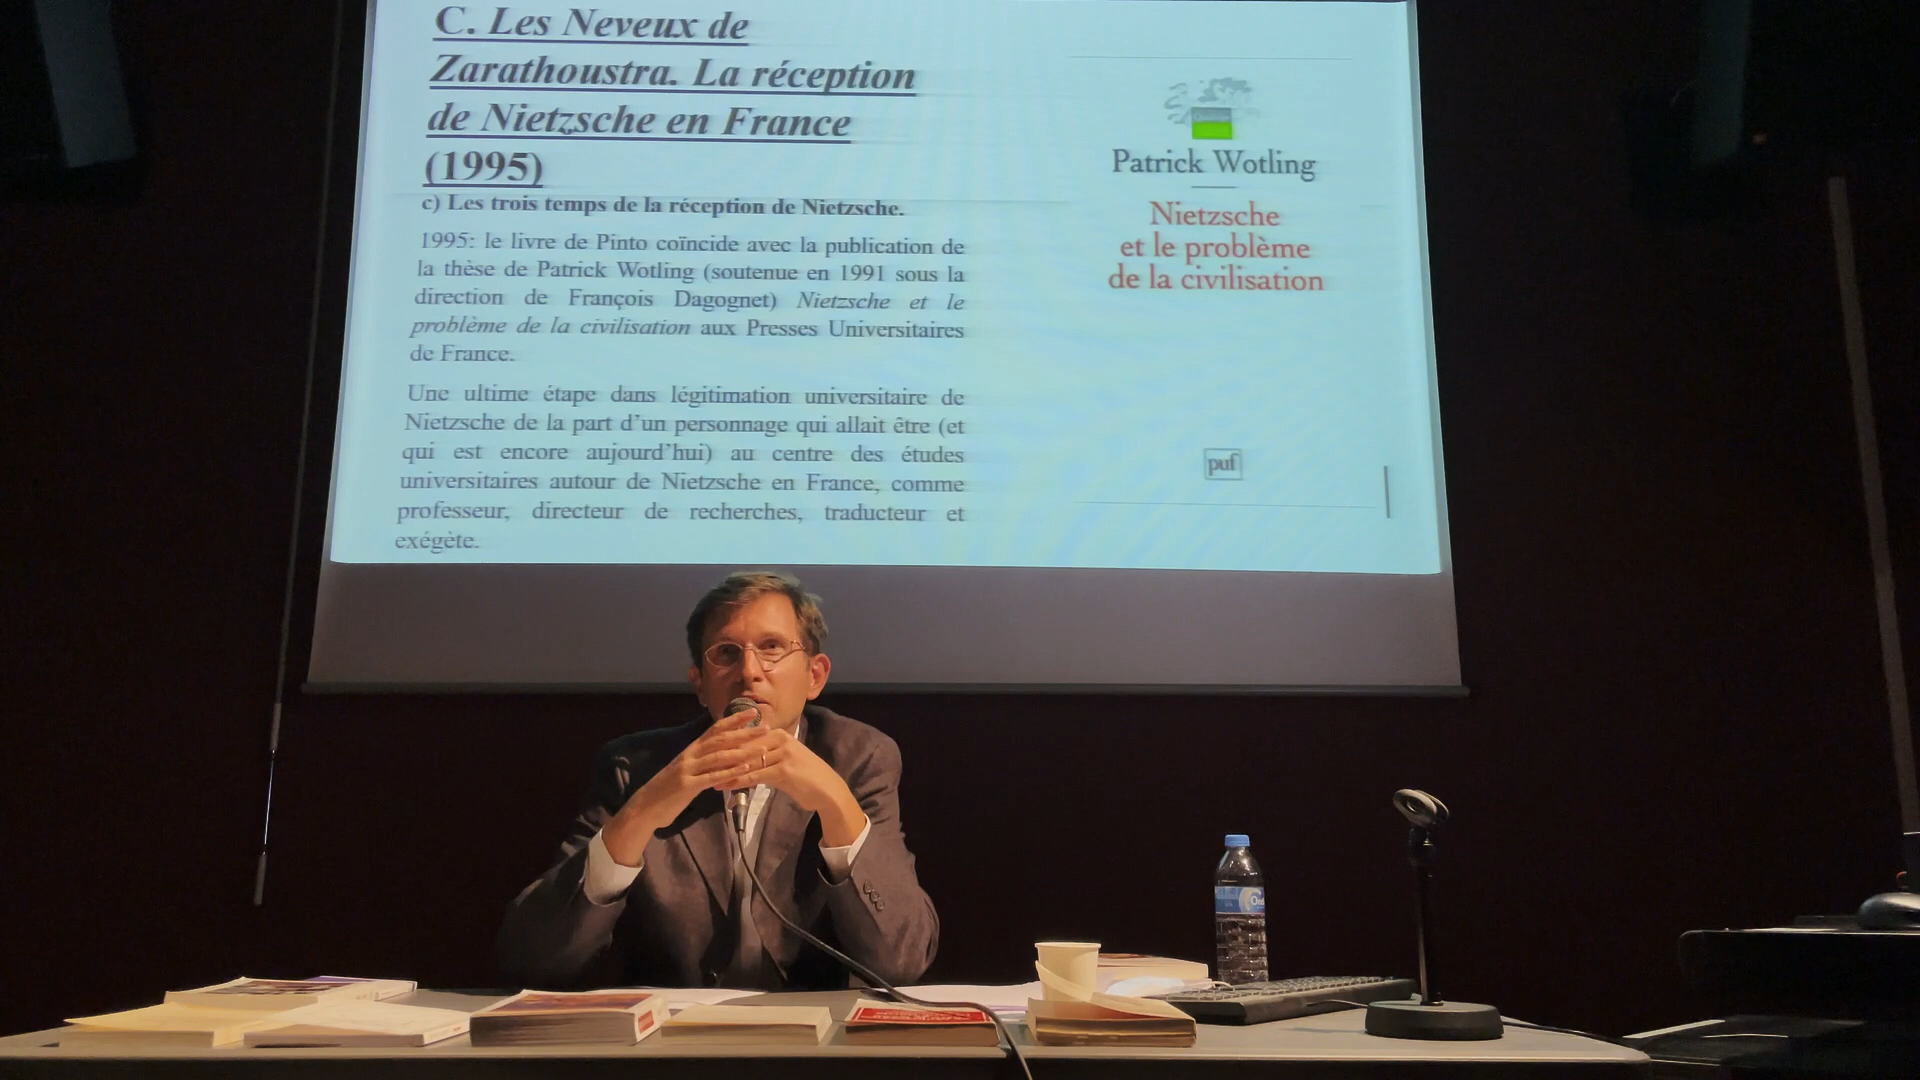 C. Les Neveux de
Zarathoustra. La réception
de Nietzsche en France
(1995)
c) Les trois temps de la réception de Nietzsche.
1995: le livre de Pinto coïncide avec la publication de
la thèse de Patrick Wotling (soutenue en 1991 sous la
direction de François Dagognet) Nietzsche et le
problème de la civilisation aux Presses Universitaires
de France.
Une ultime étape dans légitimation universitaire de
Nietzsche de la part d'un personnage qui allait être (et
qui est encore aujourd'hui) au centre des études
universitaires autour de Nietzsche en France, comme
professeur, directeur de recherches, traducteur et
exégète.
Patrick Wotling
Nietzsche
et le problème
de la civilisation
puf